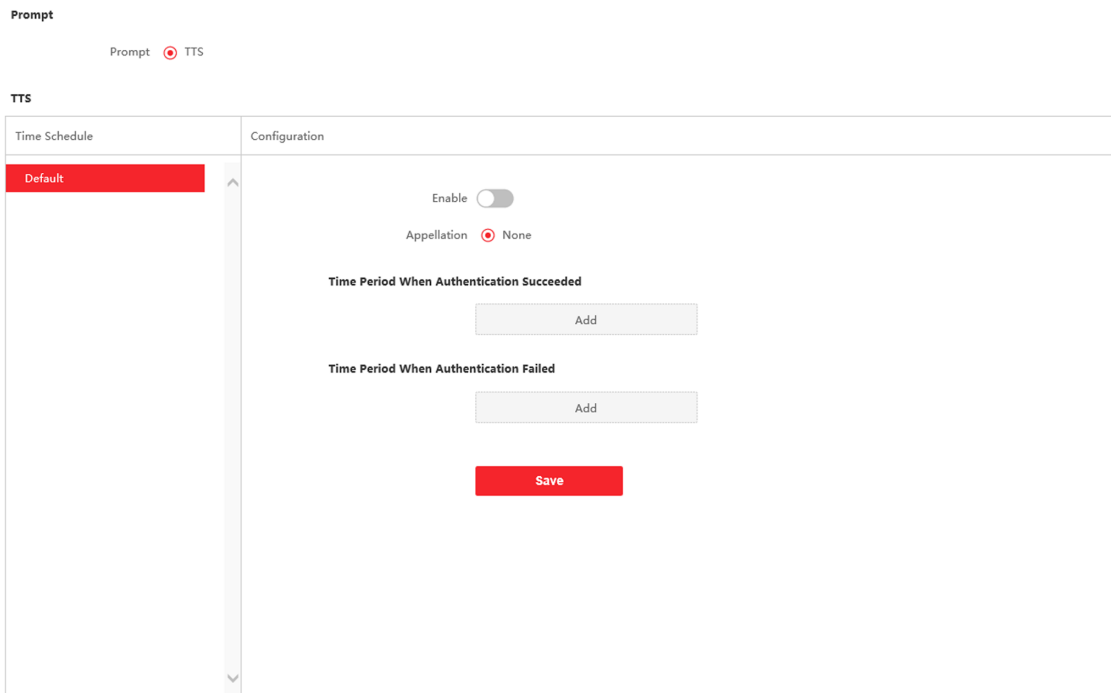 Prompt
Prompt TTS
TTS
Time Schedule Configuration
Default
Enable
Appellation None
Time Period When Authentication Succeeded
Add
Time Period When Authentication Failed
Add
Save